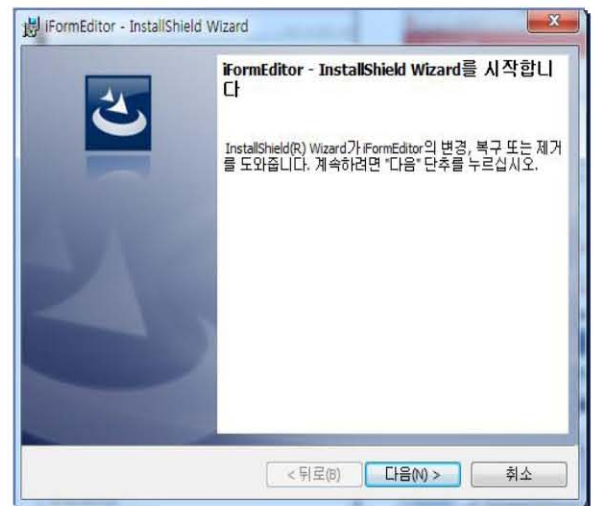 iFormEditor - InstallShield Wizard
iFormEditor - InstallShield Wizard를 시작합니
다
InstallShield(R) Wizard가 iFormEditor의 변경, 복구 또는 제거
를 도와줍니다. 계속하려면 "다음" 단추를 누르십시오.
< 뒤로(B)
다음(N) >
취소